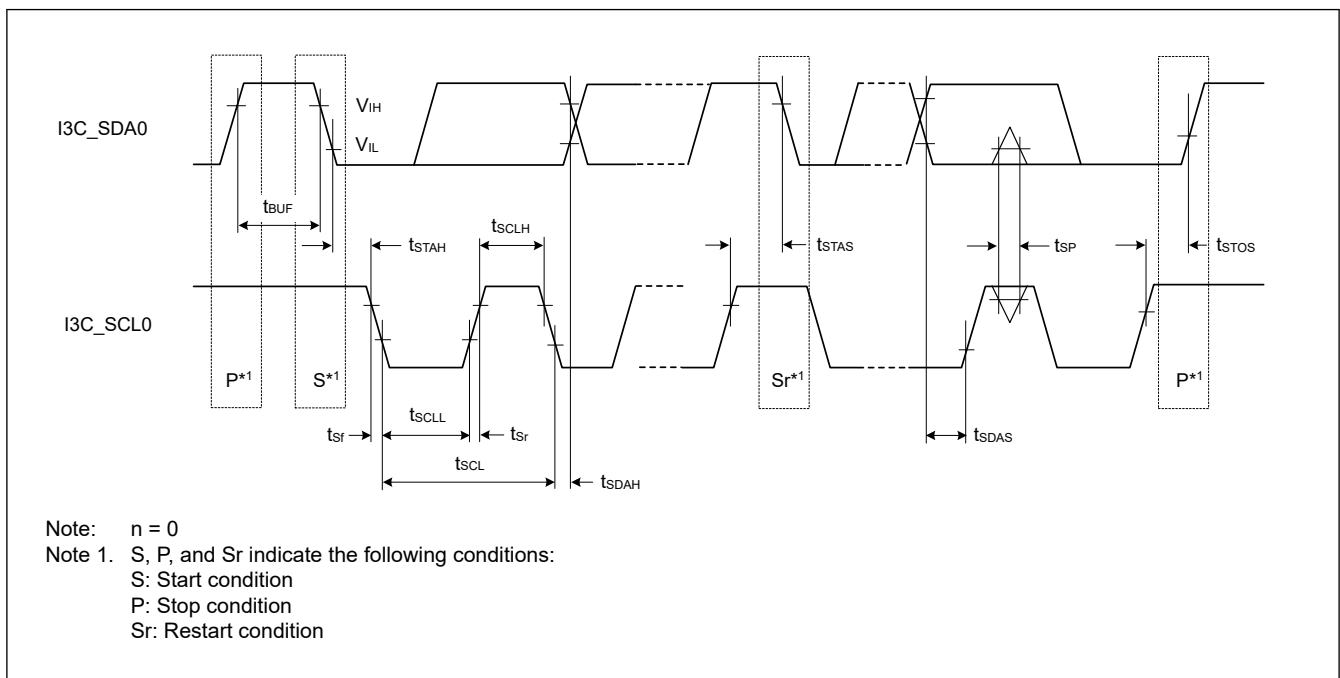 I3C_SDA0
VIH
VIL
tBUF
tSTAH
tSCLH
tSTAS
tSP
tSTOS
I3C_SCL0
P*1
S*1
Sr*1
P*1
tSCLL
tSf
tSr
tSDAS
tSCL
tSDAH
Note: n = 0
Note 1. S, P, and Sr indicate the following conditions:
S: Start condition
P: Stop condition
Sr: Restart condition